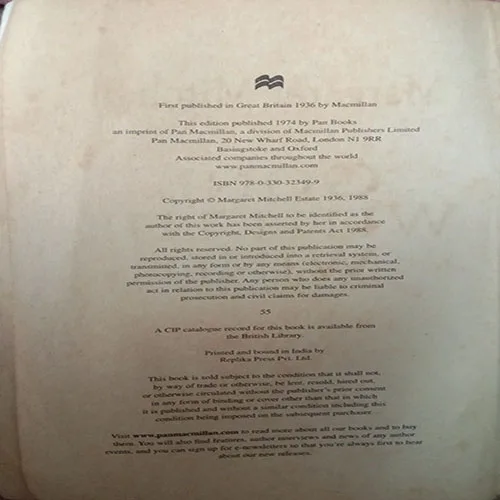 First published in Great Britain 1936 by Macmillan
This edition published 1974 by Pan Books
an imprint of Pan Macmillan, a division of Macmillan Publishers Limited
Pan Macmillan, 20 New Wharf Road, London N1 9RR
Basingstoke and Oxford
Associated companies throughout the world
www.panmacmillan.com
ISBN 978-0-330-32349-9
Copyright © Margaret Mitchell Estate 1936, 1988
The right of Margaret Mitchell to be identified as the
author of this work has been asserted by her in accordance
with the Copyright, Designs and Patents Act 1988.
All rights reserved. No part of this publication may be
reproduced, stored in or introduced into a retrieval system, or
transmitted, in any form or by any means (electronic, mechanical,
photocopying, recording or otherwise), without the prior written
permission of the publisher. Any person who does any unauthorized
act in relation to this publication may be liable to criminal
prosecution and civil claims for damages.
55
A CIP catalogue record for this book is available from
the British Library.
Printed and bound in India by
Replika Press Pvt. Ltd.
This book is sold subject to the condition that it shall not,
by way of trade or otherwise, be lent, resold, hired out,
or otherwise circulated without the publisher's prior consent
in any form of binding or cover other than that in which
it is published and without a similar condition including this
condition being imposed on the subsequent purchaser.
Visit www.panmacmillan.com to read more about all our books and to buy
them. You will also find features, author interviews and news of any author
events, and you can sign up for e-newsletters so that you're always first to hear
about our new releases.